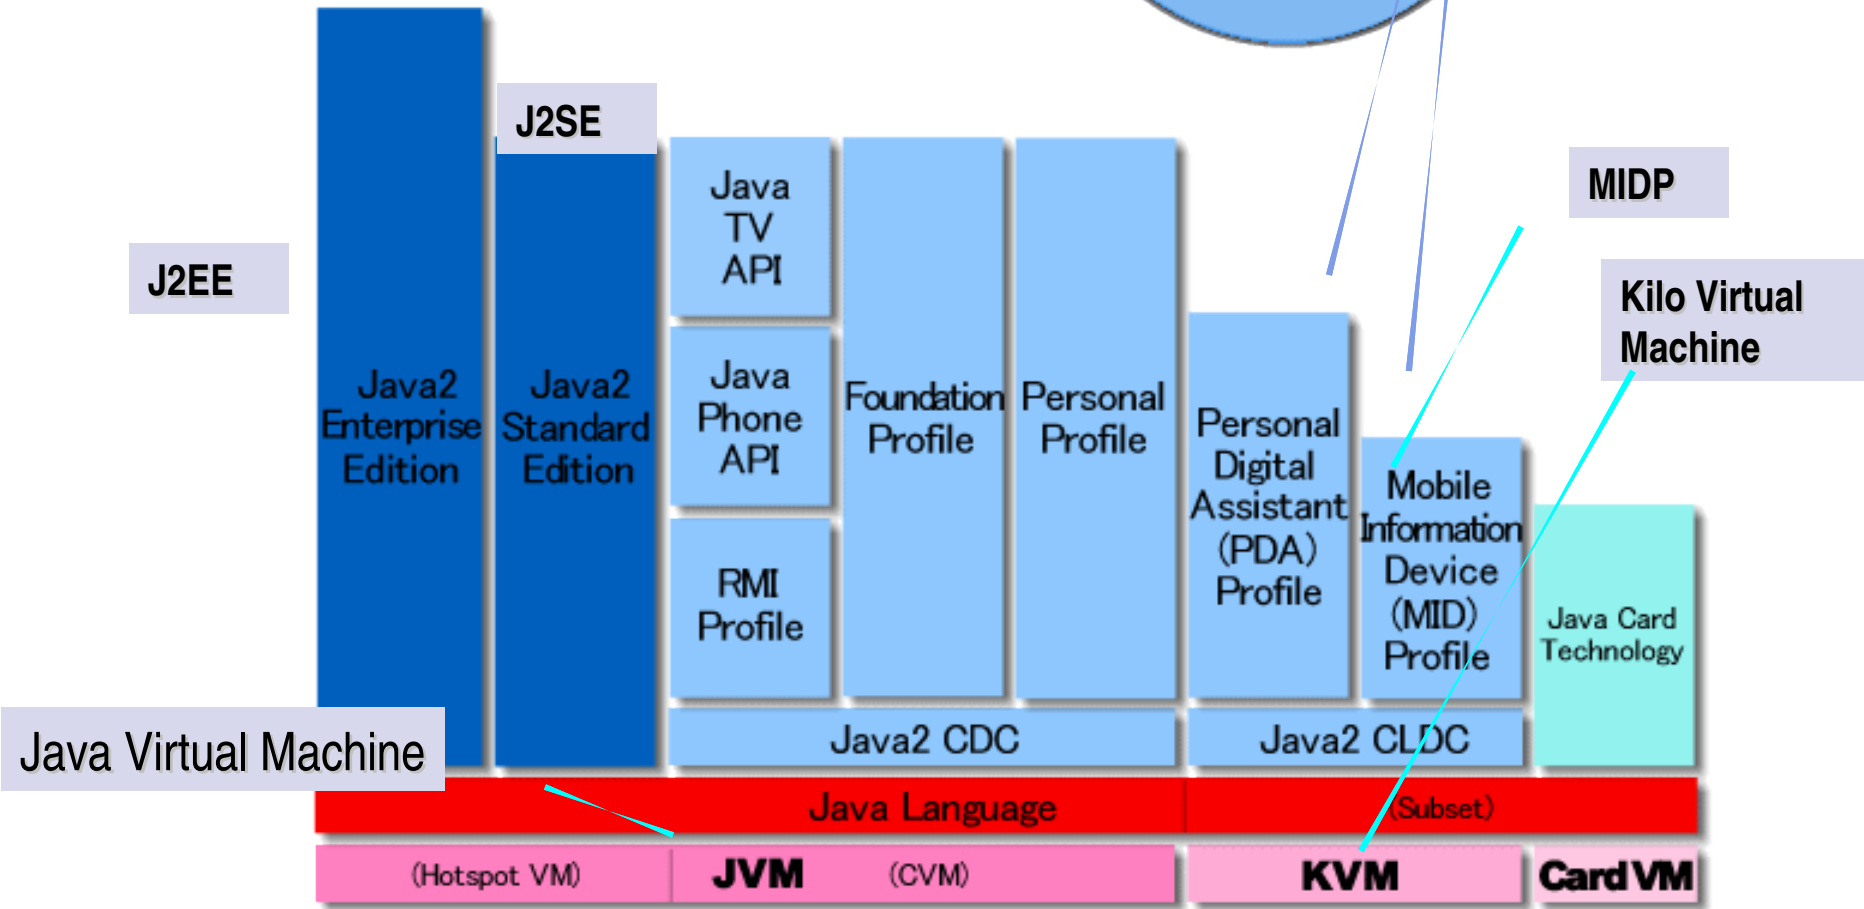 J2SE
MIDP
J2EE
Kilo Virtual
Machine
Java2
Enterprise
Edition
Java2
Standard
Edition
Java
TV
API
Java
Phone
API
RMI
Profile
Foundation
Profile
Personal
Profile
Personal
Digital
Assistant
(PDA)
Profile
Mobile
Information
Device
(MID)
Profile
Java Card
Technology
Java Virtual Machine
Java2 CDC
Java2 CLDC
Java Language
(Subset)
(Hotspot VM)
JVM
(CVM)
KVM
Card VM